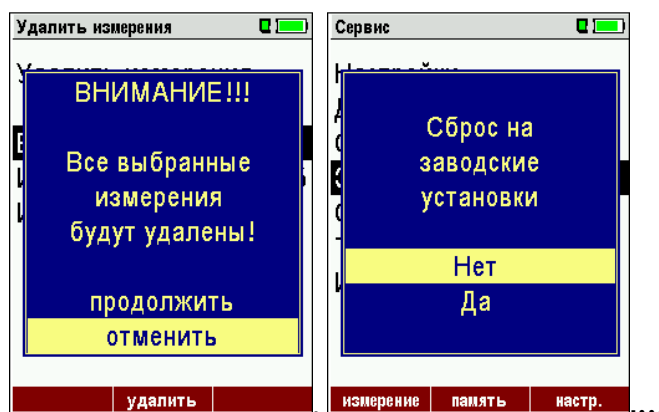 Удалить измерения
ВНИМАНИЕ!!!
Все выбранные
измерения
будут удалены!
продолжить
отменить
удалить
Сервис
Сброс на
заводские
установки
Нет
Да
измерение память настр.